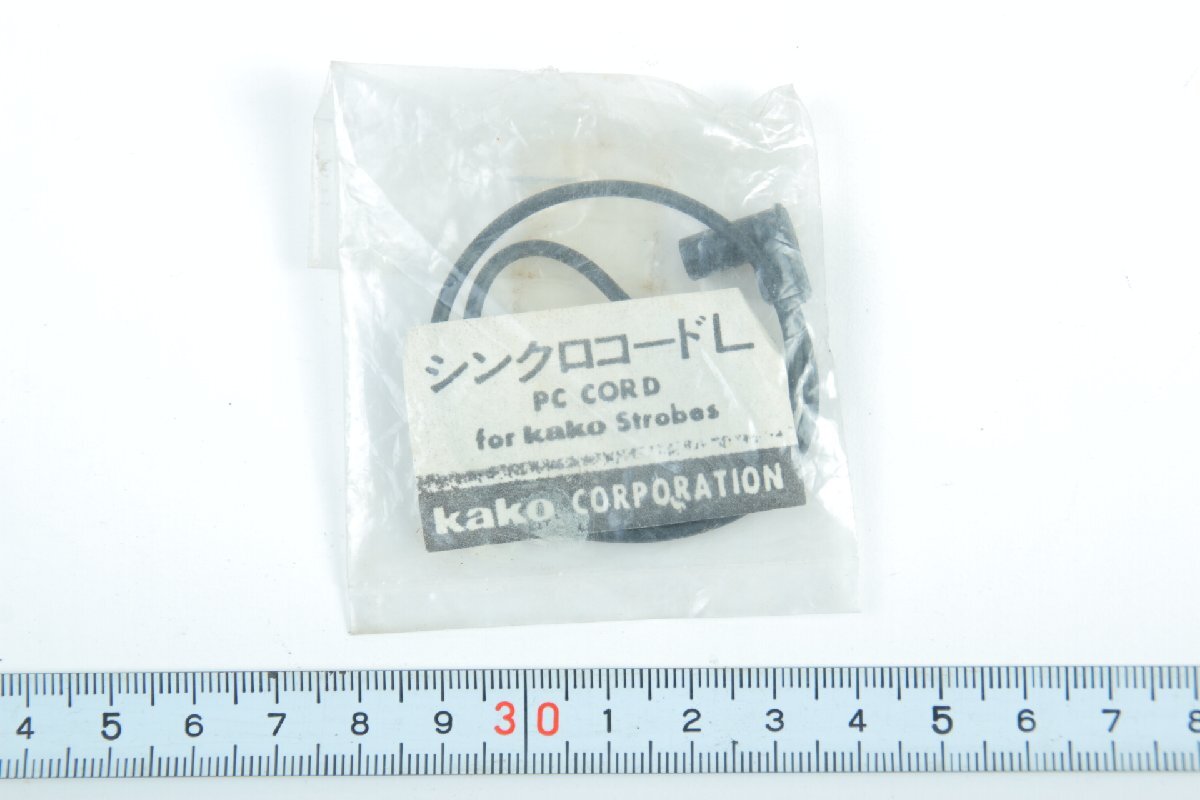 シンクロコードL
PC CORD
for kako Strobes
kako CORPORATION
4 5 6 7 8 9 30 1 2 3 4 5 6 7 8